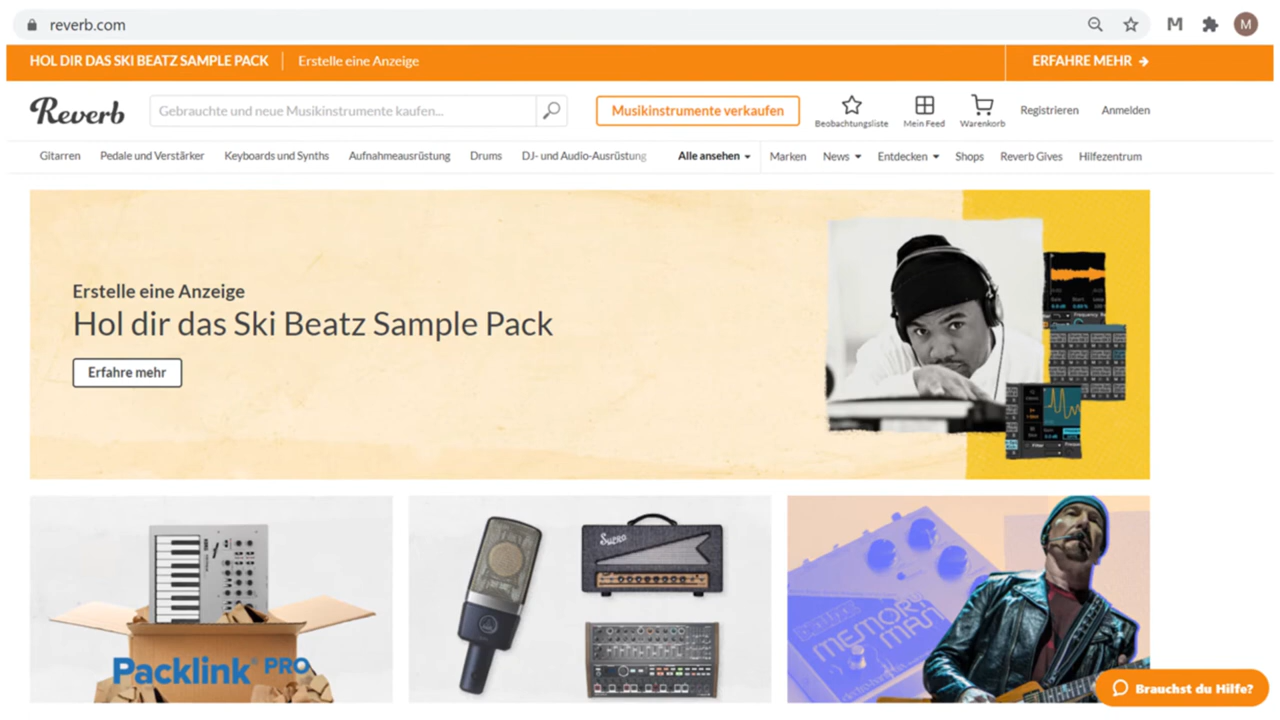 reverb.com
M
M
HOL DIR DAS SKI BEATZ SAMPLE PACK Erstelle eine Anzeige ERFAHRE MEHR →
Reverb
Gebrauchte und neue Musikinstrumente kaufen...
Musikinstrumente verkaufen
Beobachtungsliste Mein Feed Warenkorb
Registrieren Anmelden
Gitarren Pedale und Verstärker Keyboards und Synths Aufnahmeausrüstung Drums DJ- und Audio-Ausrüstung Alle ansehen Marken News Entdecken Shops Reverb Gives Hilfezentrum
Erstelle eine Anzeige
Hol dir das Ski Beatz Sample Pack
Erfahre mehr
Packlink PRO
Supro
MEMORY
MAN
Brauchst du Hilfe?